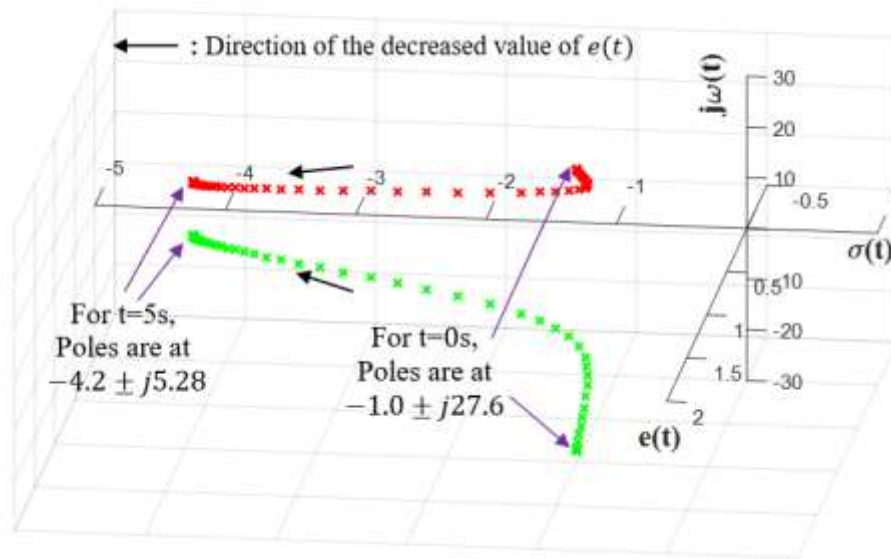 : Direction of the decreased value of e(t)
jω(t)
30
20
10
-5
-4
-3
-2
-1
-0.5
σ(t)
0.5
-10
1
-20
1.5
-30
2
e(t)
For t=5s,
Poles are at
−4.2 ± j5.28
For t=0s,
Poles are at
−1.0 ± j27.6